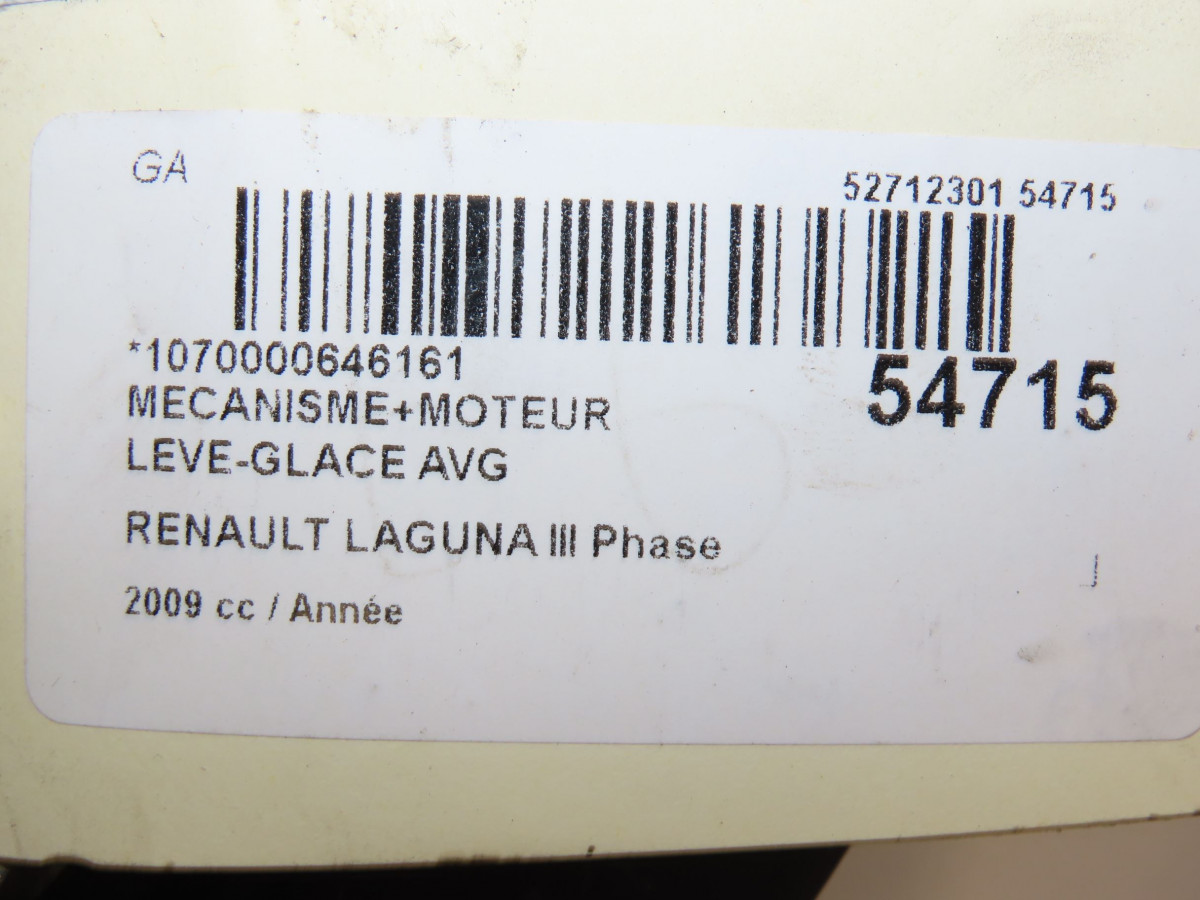 GA
52712301 54715
*1070000646161
54715
MECANISME+MOTEUR
LEVE-GLACE AVG
RENAULT LAGUNA III Phase
2009 cc / Année